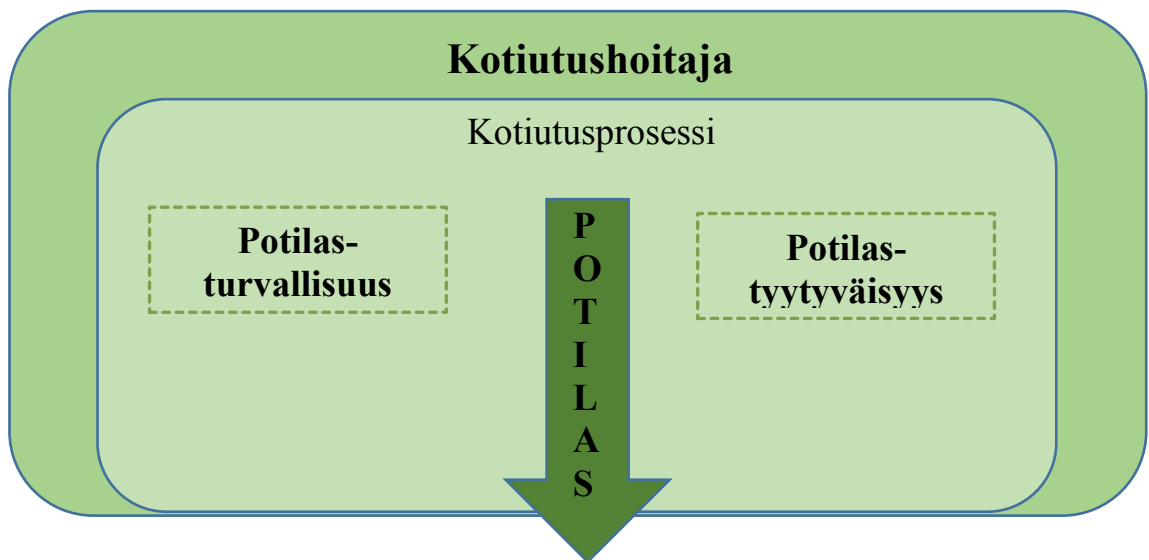 Kotiutushoitaja
Kotiutusprosessi
Potilas-
turvallisuus
P
O
T
I
L
A
S
Potilas-
tyytyväisyys